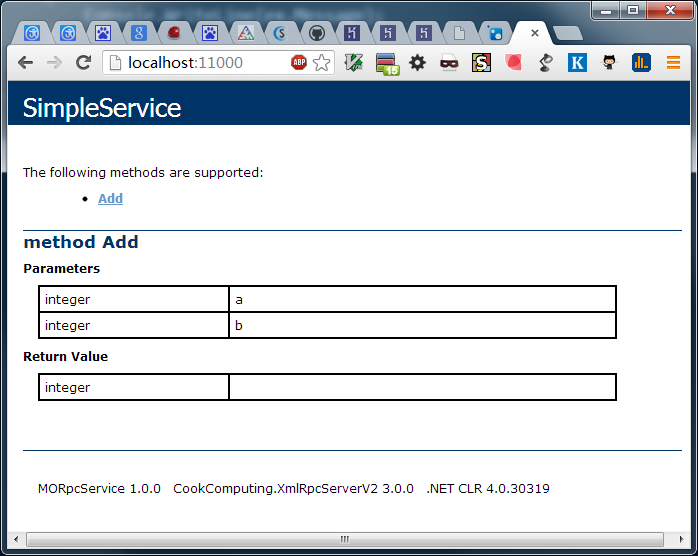 localhost:11000
ABP
15
SimpleService
The following methods are supported:
Add
method Add
Parameters
integer a
integer b
Return Value
integer
MORpcService 1.0.0 CookComputing.XmlRpcServerV2 3.0.0 .NET CLR 4.0.30319